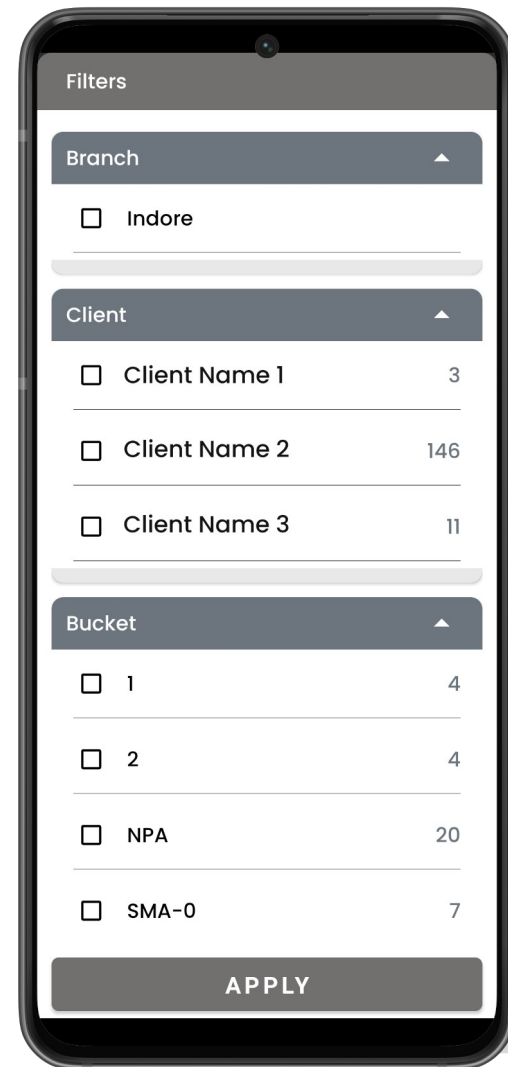 Filters
Branch
Indore
Client
Client Name 1 3
Client Name 2 146
Client Name 3 11
Bucket
1 4
2 4
NPA 20
SMA-0 7
APPLY